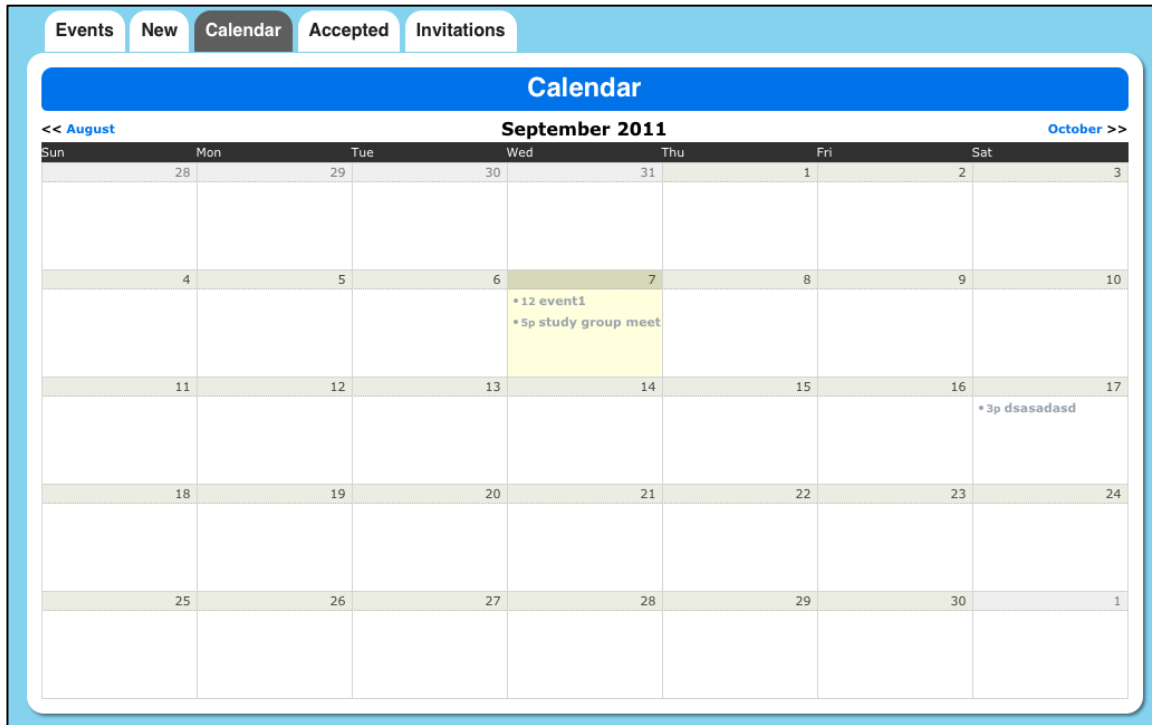 Events New Calendar Accepted Invitations
Calendar
<< August September 2011 October >>
Sun Mon Tue Wed Thu Fri Sat
28 29 30 31 1 2 3
4 5 6 7 8 9 10
• 12 event1
• 5p study group meet
11 12 13 14 15 16 17
• 3p dsasadasd
18 19 20 21 22 23 24
25 26 27 28 29 30 1